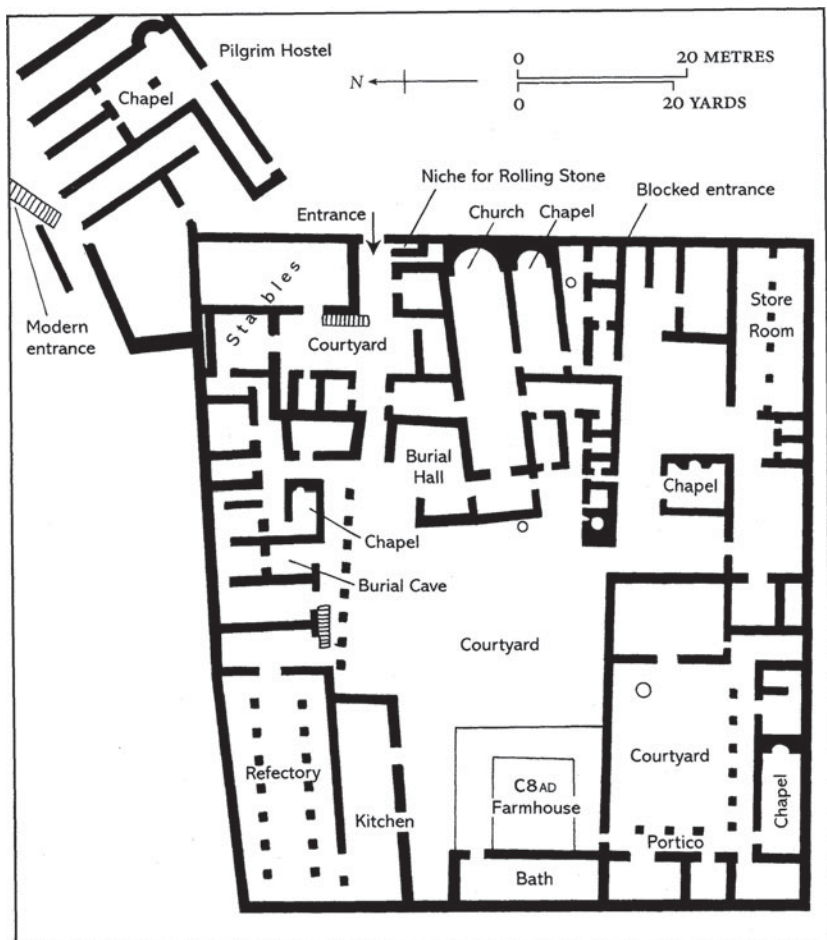 Pilgrim Hostel
0 20 METRES
N
0 20 YARDS
Chapel
Niche for Rolling Stone
Blocked entrance
Entrance
Church
Chapel
Stables
Store
Room
Modern
entrance
Courtyard
Burial
Hall
Chapel
Chapel
Burial Cave
Courtyard
Courtyard
Refectory
C8AD
Farmhouse
Chapel
Kitchen
Portico
Bath